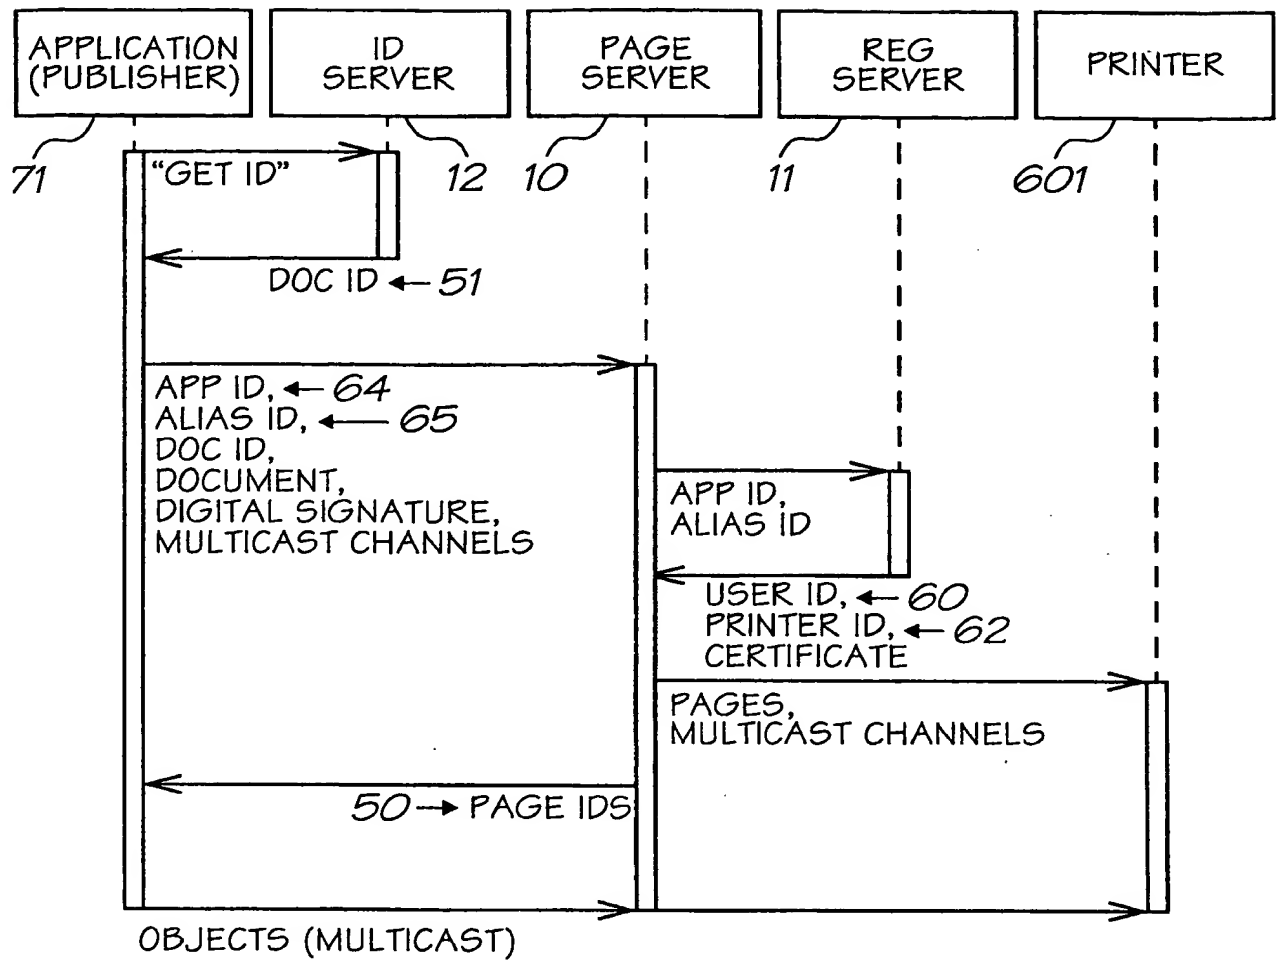 APPLICATION
(PUBLISHER)
ID
SERVER
PAGE
SERVER
REG
SERVER
PRINTER
71
12
10
11
601
“GET ID”
DOC ID 51
APP ID, 64
ALIAS ID, 65
DOC ID,
DOCUMENT,
DIGITAL SIGNATURE,
MULTICAST CHANNELS
APP ID,
ALIAS ID
USER ID, 60
PRINTER ID, 62
CERTIFICATE
PAGES,
MULTICAST CHANNELS
50 PAGE IDS
OBJECTS (MULTICAST)